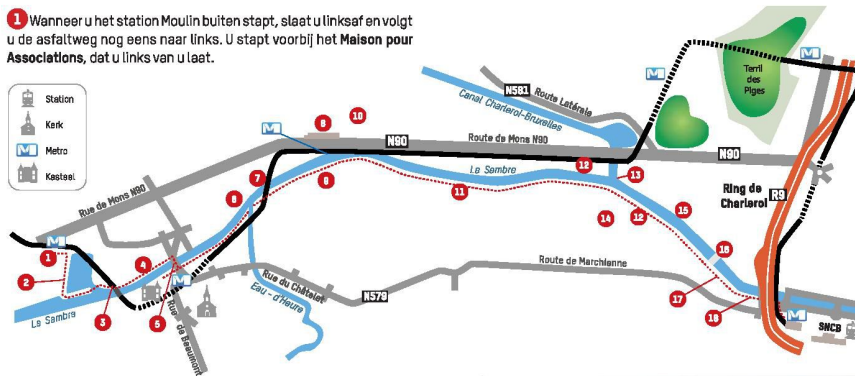 1 Wanneer u het station Moulin buiten stapt, slaat u linksaf en volgt
u de asfaltweg nog eens naar links. U stapt voorbij het Maison pour
Associations, dat u links van u laat.
Station
Kerk
M Metro
Kasteel
N581
Route Latérale
Canal Charleroi-Bruxelles
M
M
Terril
des
Piges
M
8
10
N90
Route de Mons N90
N90
La Sambre
12
13
Ring de
Charleroi
R9
Rue de Mons N90
7
9
11
6
14
12
15
M
1
2
4
3
M
5
La Sambre
Rue de Beaumont
Rue du Châtelet
Eau-d'Heure
N579
Route de Marchienne
16
17
18
M
SNCB